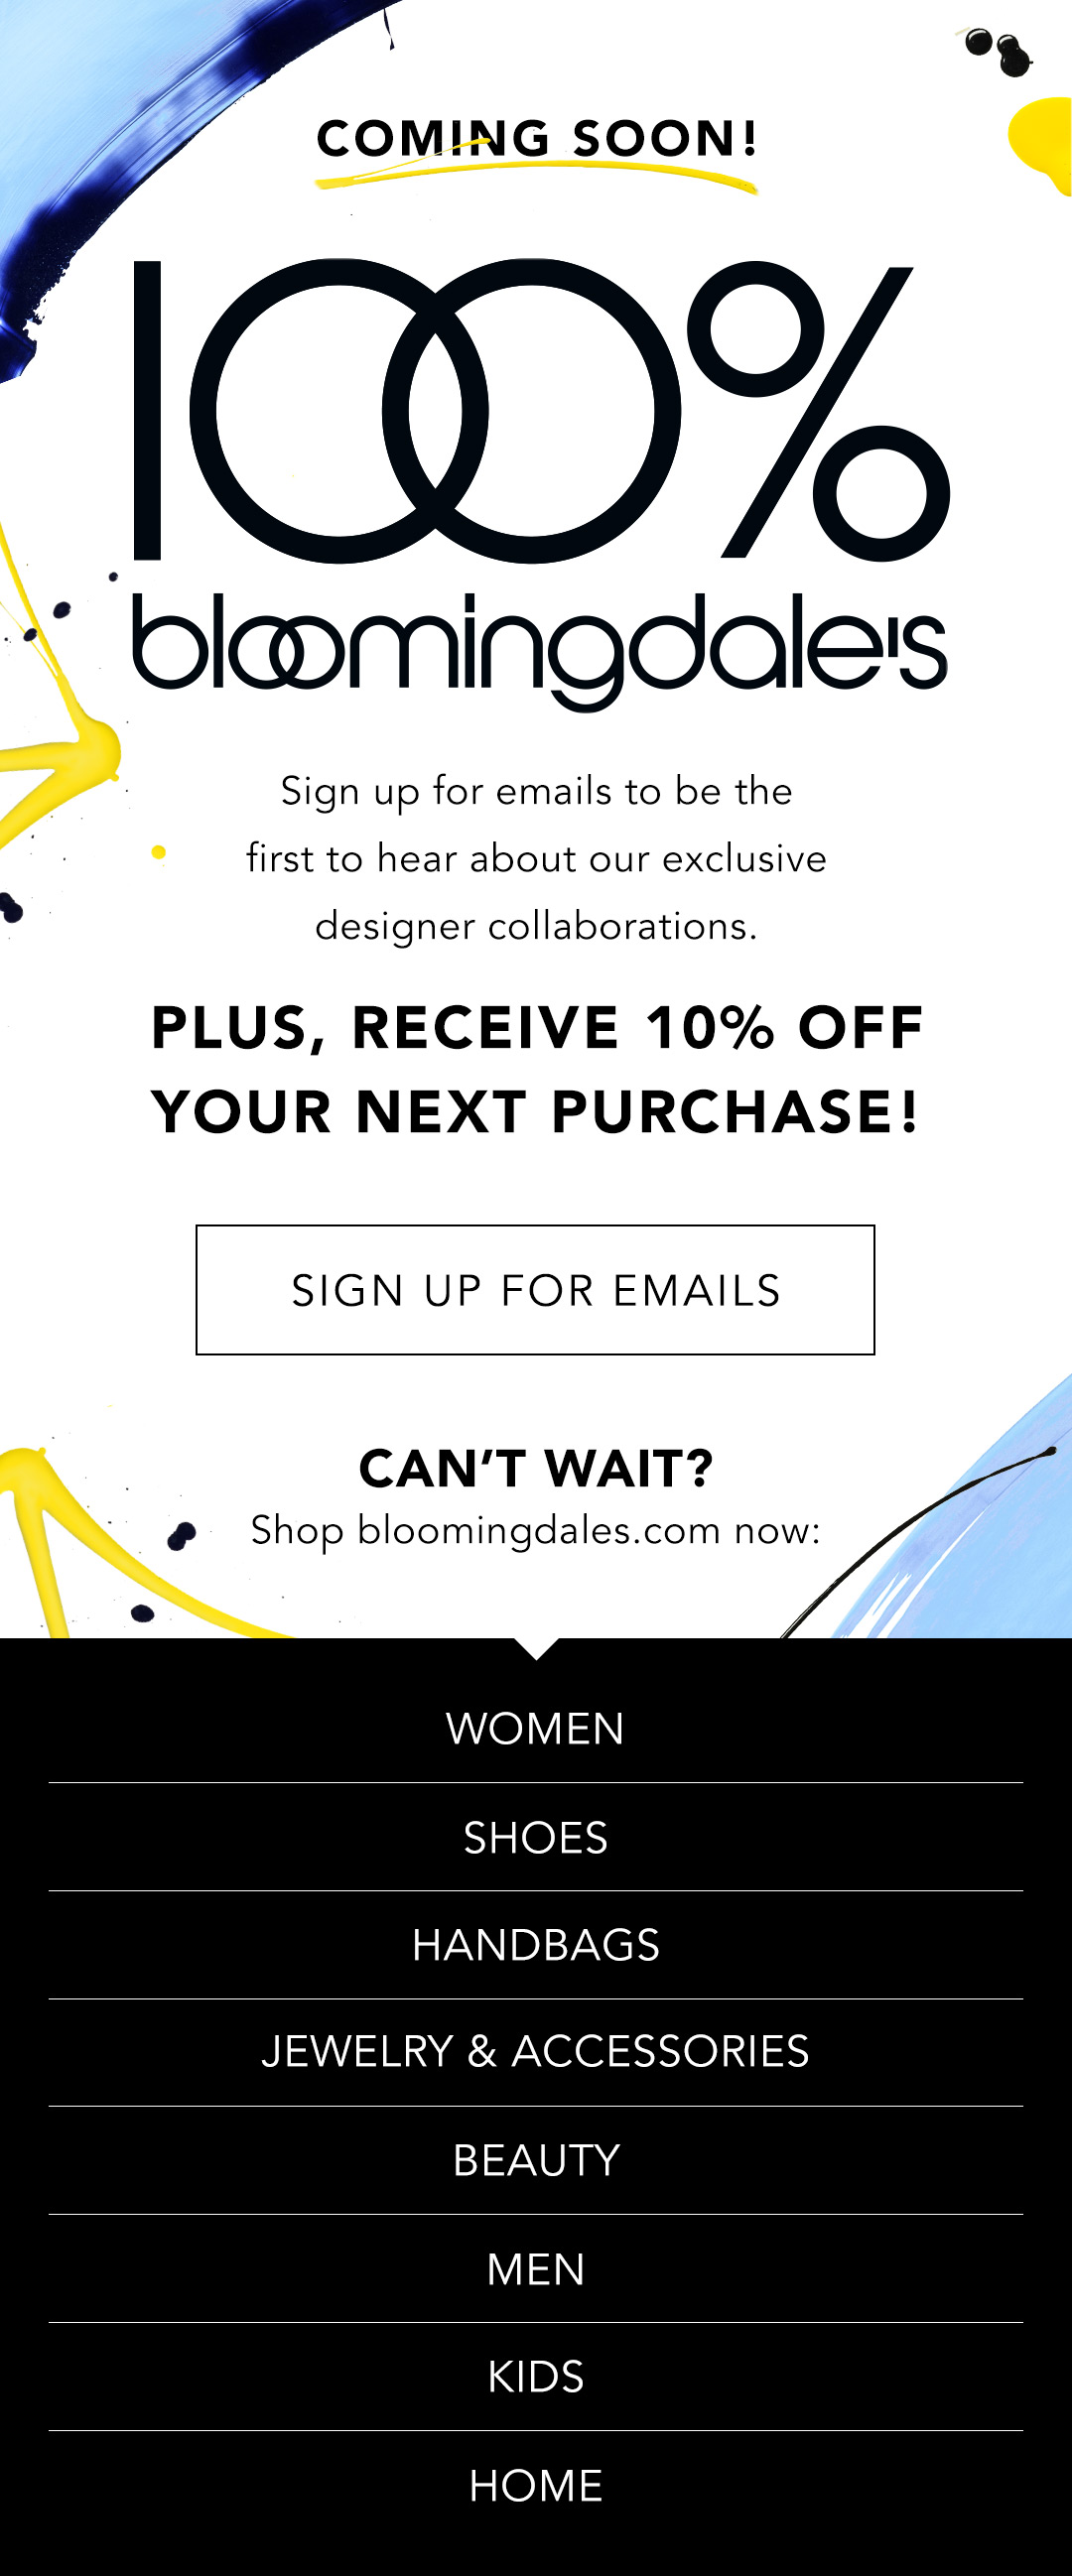 COMING SOON!
100%
bloomingdale's
Sign up for emails to be the
first to hear about our exclusive
designer collaborations.
PLUS, RECEIVE 10% OFF
YOUR NEXT PURCHASE!
SIGN UP FOR EMAILS
CAN’T WAIT?
Shop bloomingdales.com now:
WOMEN
SHOES
HANDBAGS
JEWELRY & ACCESSORIES
BEAUTY
MEN
KIDS
HOME